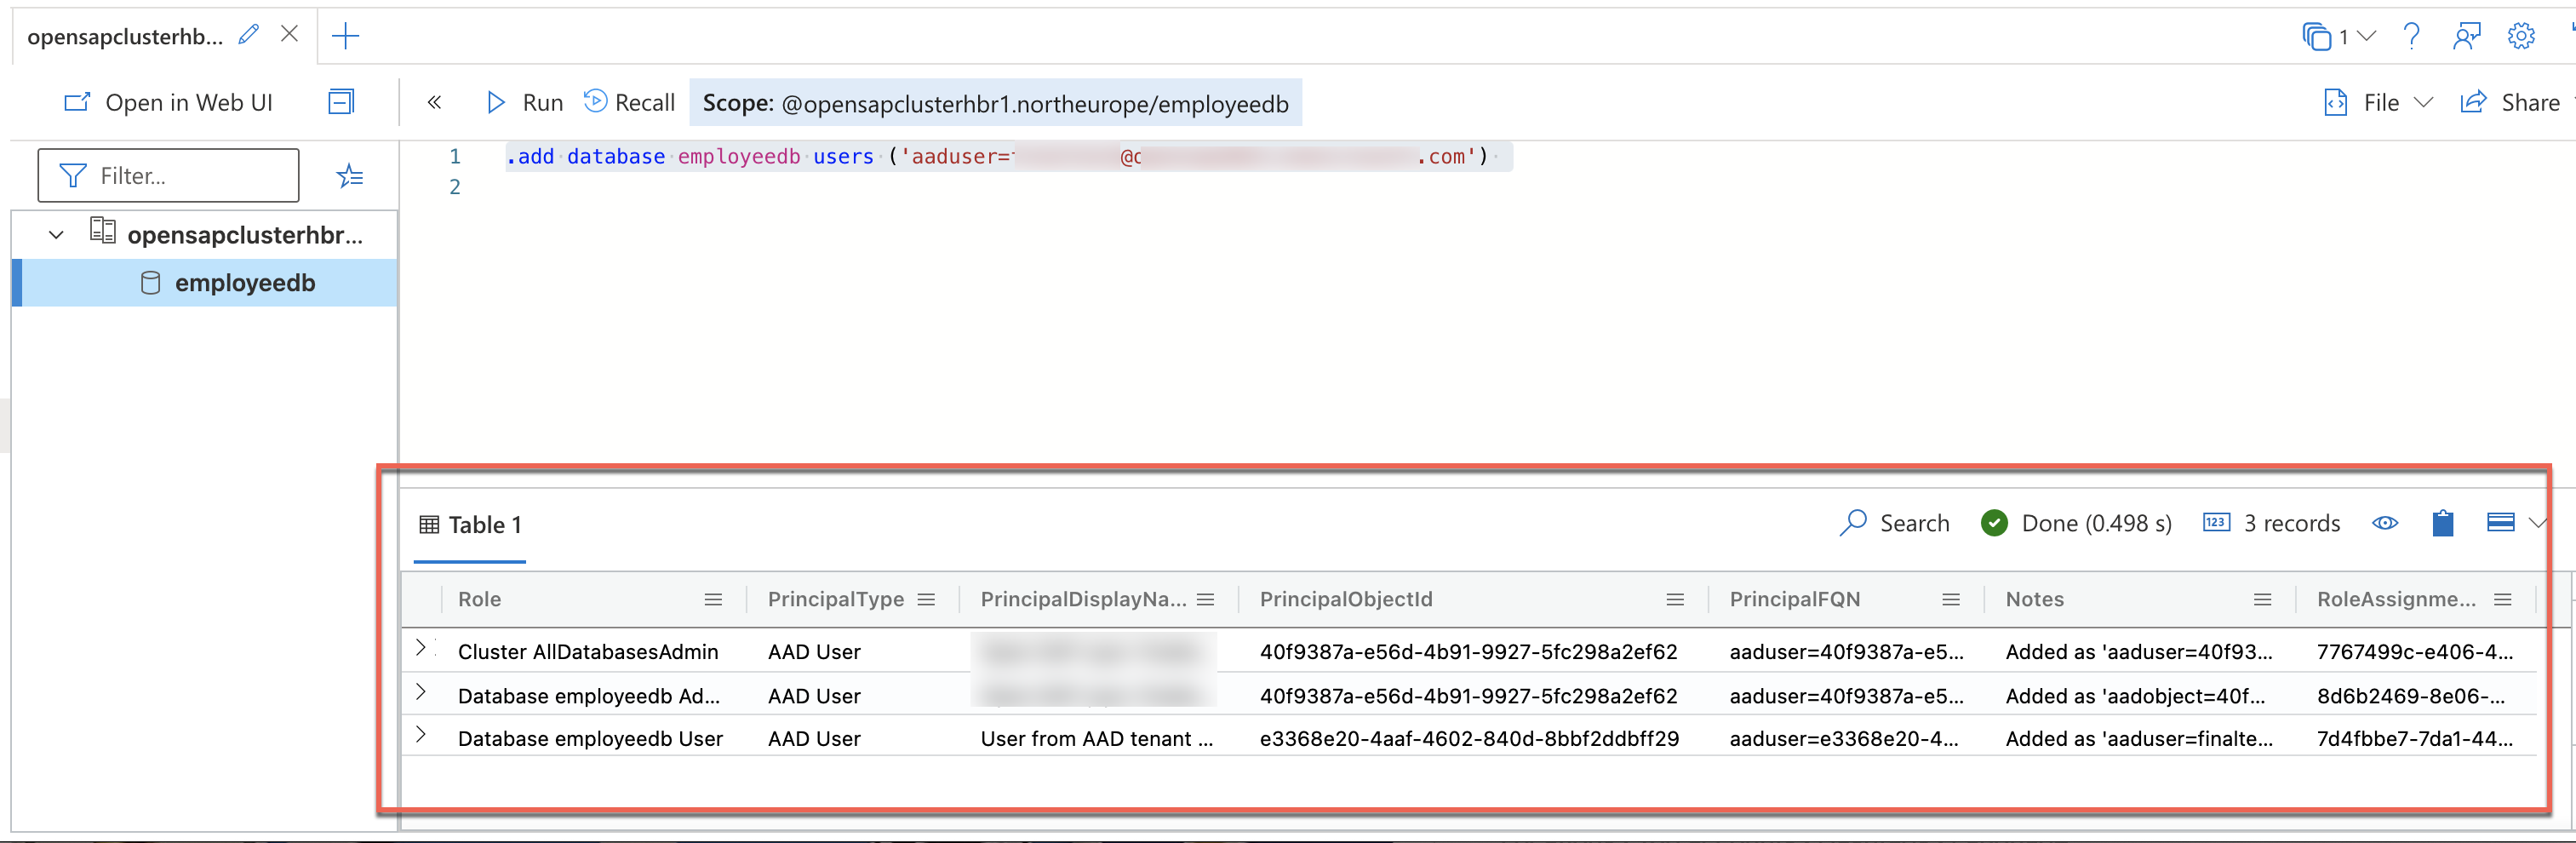 opensapclusterhb...
1
Open in Web UI
Run
Recall
Scope: @opensapclusterhbr1.northeurope/employeedb
File
Share
Filter...
opensapclusterhbr...
employeedb
1 .add database employeedb users ('aaduser= @ .com')
2
Table 1
Search
Done (0.498 s)
123
3 records
Role PrincipalType PrincipalDisplayNa... PrincipalObjectId PrincipalFQN Notes RoleAssignme...
Cluster AllDatabasesAdmin AAD User 40f9387a-e56d-4b91-9927-5fc298a2ef62 aaduser=40f9387a-e5... Added as 'aaduser=40f93... 7767499c-e406-4...
Database employeedb Ad... AAD User 40f9387a-e56d-4b91-9927-5fc298a2ef62 aaduser=40f9387a-e5... Added as 'aadobject=40f... 8d6b2469-8e06-...
Database employeedb User AAD User User from AAD tenant ... e3368e20-4aaf-4602-840d-8bbf2ddbff29 aaduser=e3368e20-4... Added as 'aaduser=finalte... 7d4fbbe7-7da1-44...